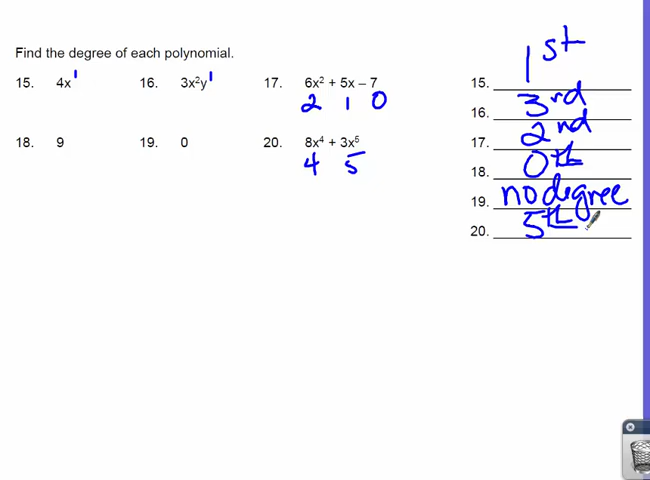 Find the degree of each polynomial.
15. 4x¹ 16. 3x²y¹ 17. 6x² + 5x – 7
2 1 0
18. 9 19. 0 20. 8x⁴ + 3x⁵
4 5
15. 1st
16. 3rd
17. 2nd
18. 0th
19. no degree
20. 5th